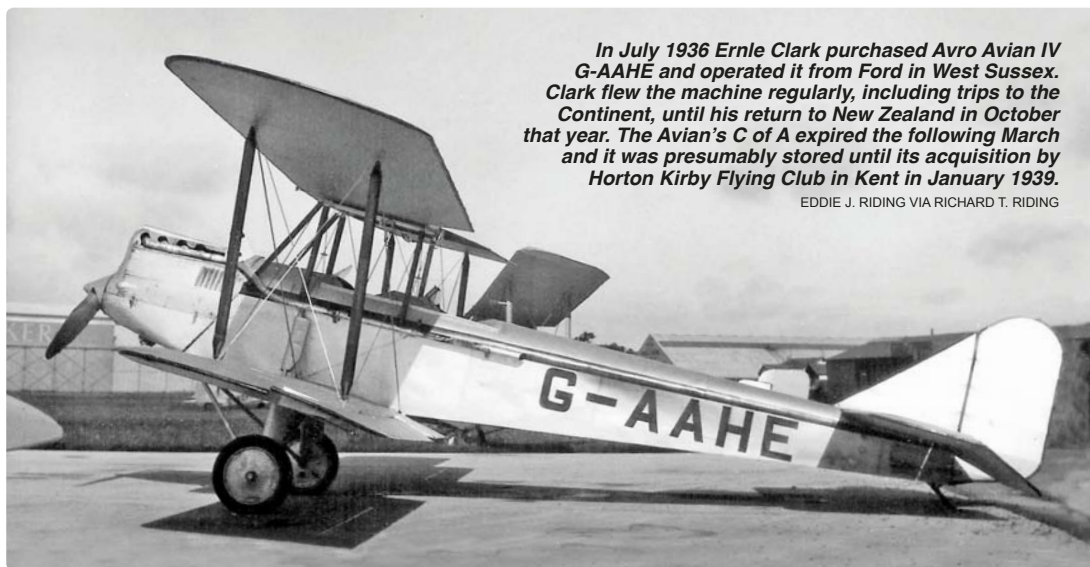 In July 1936 Ernle Clark purchased Avro Avian IV
G-AAHE and operated it from Ford in West Sussex.
Clark flew the machine regularly, including trips to the
Continent, until his return to New Zealand in October
that year. The Avian's C of A expired the following March
and it was presumably stored until its acquisition by
Horton Kirby Flying Club in Kent in January 1939.
EDDIE J. RIDING VIA RICHARD T. RIDING
KER
G-AAHE